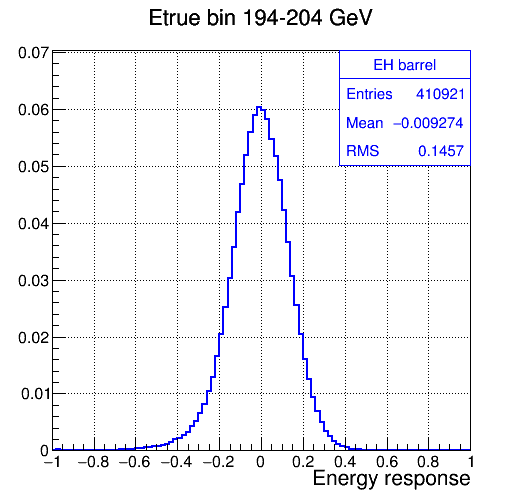 Etrue bin 194-204 GeV
EH barrel
Entries 410921
Mean −0.009274
RMS 0.1457
0.07
0.06
0.05
0.04
0.03
0.02
0.01
0
−1 −0.8 −0.6 −0.4 −0.2 0 0.2 0.4 0.6 0.8 1
Energy response